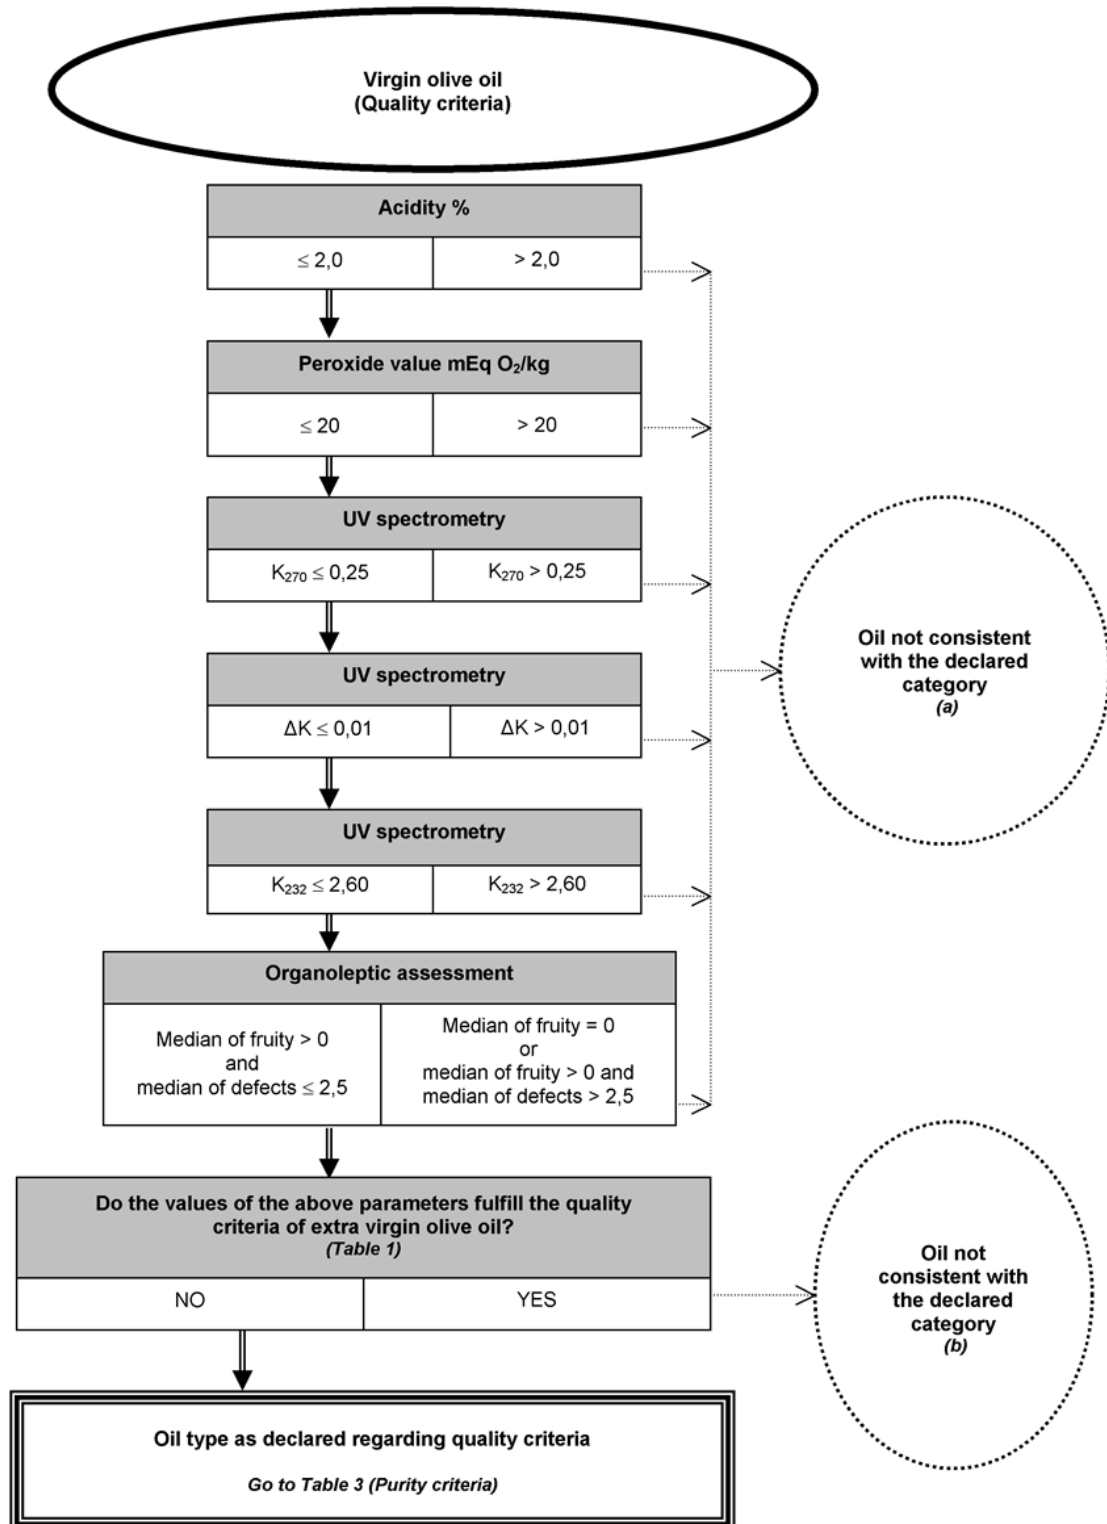 Virgin olive oil
(Quality criteria)
Acidity %
≤ 2,0
> 2,0
Peroxide value mEq O₂/kg
≤ 20
> 20
UV spectrometry
K₂₇₀ ≤ 0,25
K₂₇₀ > 0,25
UV spectrometry
ΔK ≤ 0,01
ΔK > 0,01
UV spectrometry
K₂₃₂ ≤ 2,60
K₂₃₂ > 2,60
Oil not consistent
with the declared
category
(a)
Organoleptic assessment
Median of fruity > 0
and
median of defects ≤ 2,5
Median of fruity = 0
or
median of fruity > 0 and
median of defects > 2,5
Do the values of the above parameters fulfill the quality
criteria of extra virgin olive oil?
(Table 1)
NO
YES
Oil not
consistent with
the declared
category
(b)
Oil type as declared regarding quality criteria
Go to Table 3 (Purity criteria)